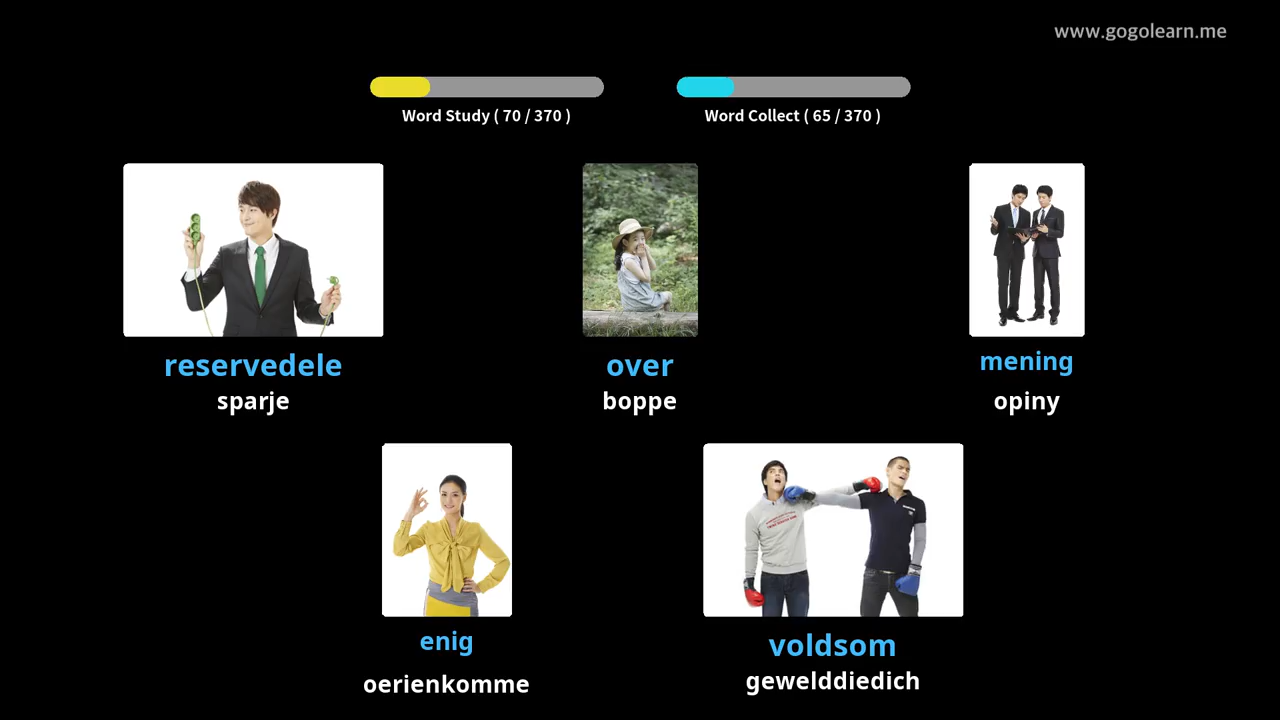 www.gogolearn.me
Word Study ( 70 / 370 )
Word Collect ( 65 / 370 )
reservedele
sparje
over
boppe
mening
opiny
enig
oerienkomme
voldsom
gewelddiedich